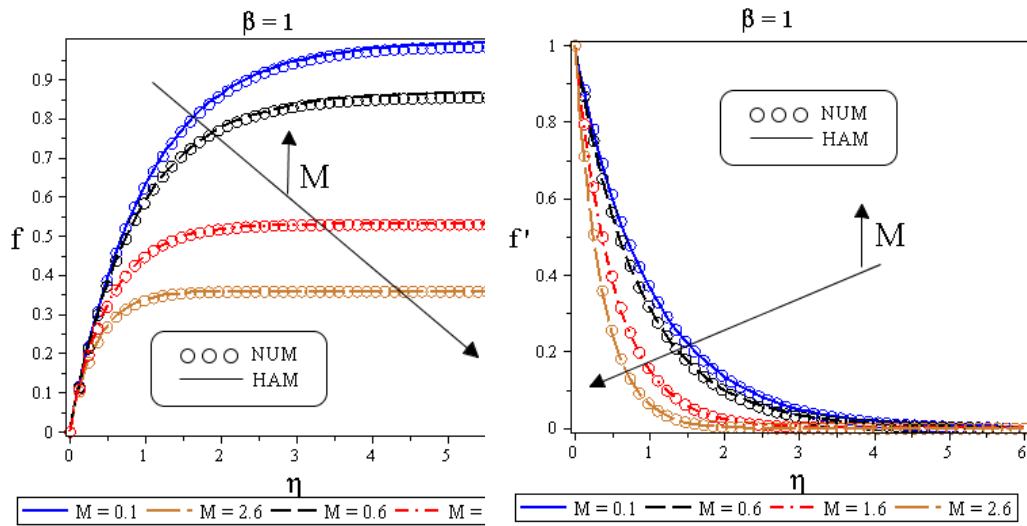 β = 1
0.9
0.8
0.7
0.6
f 0.5
0.4
0.3
0.2
0.1
0
M
NUM
HAM
0 1 2 3 4 5
η
M = 0.1 M = 2.6 M = 0.6 M =
β = 1
1
0.8
0.6
f' 0.4
0.2
0
NUM
HAM
M
0 1 2 3 4 5 6
η
M = 0.1 M = 0.6 M = 1.6 M = 2.6